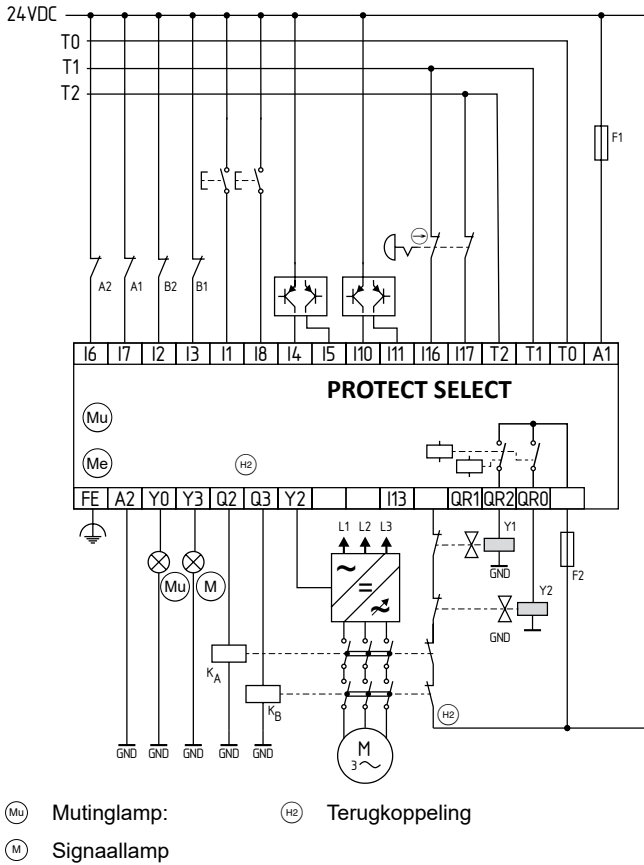 24VDC
T0
T1
T2
F1
A2 A1 B2 B1
I6 I7 I2 I3 I1 I8 I4 I5 I10 I11 I16 I17 T2 T1 T0 A1
PROTECT SELECT
Mu
Me H2
FE A2 Y0 Y3 Q2 Q3 Y2 I13 QR1 QR2 QR0
L1 L2 L3
Y1
GND
F2
Mu M
Y2
GND
KA
KB
H2
M
3
GND GND GND GND GND
Mu Mutinglamp: H2 Terugkoppeling
M Signaallamp